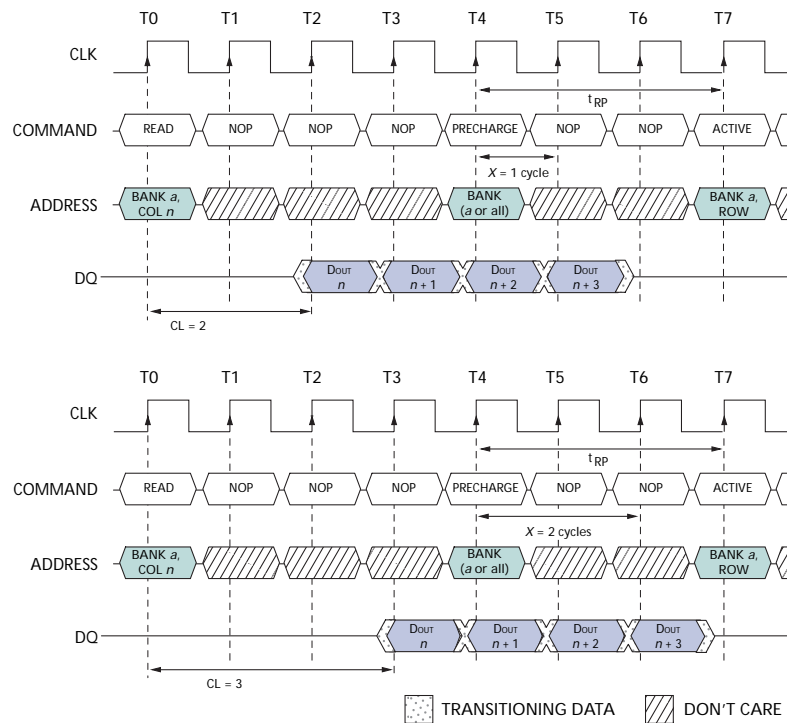 T0 T1 T2 T3 T4 T5 T6 T7
CLK
tRP
COMMAND READ NOP NOP NOP PRECHARGE NOP NOP ACTIVE
X = 1 cycle
ADDRESS BANK a, COL n BANK (a or all) BANK a, ROW
DQ DOUT n DOUT n + 1 DOUT n + 2 DOUT n + 3
CL = 2
T0 T1 T2 T3 T4 T5 T6 T7
CLK
tRP
COMMAND READ NOP NOP NOP PRECHARGE NOP NOP ACTIVE
X = 2 cycles
ADDRESS BANK a, COL n BANK (a or all) BANK a, ROW
DQ DOUT n DOUT n + 1 DOUT n + 2 DOUT n + 3
CL = 3
TRANSITIONING DATA DON'T CARE